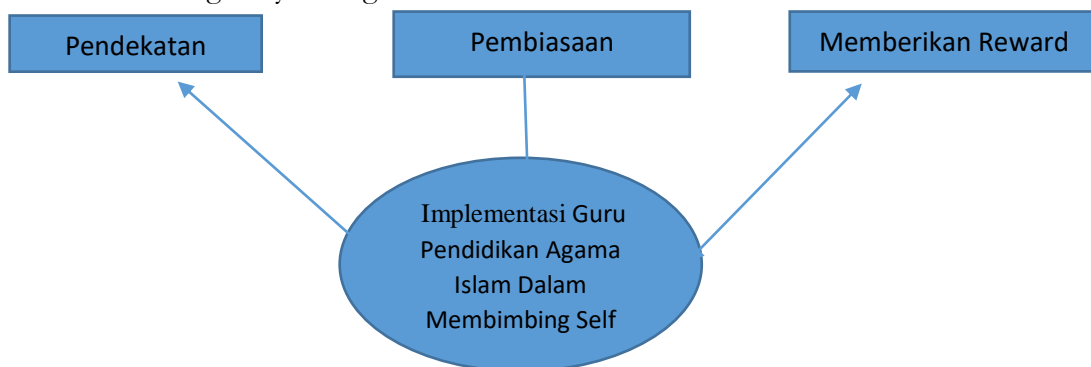 Pendekatan
Pembiasaan
Memberikan Reward
Implementasi Guru
Pendidikan Agama
Islam Dalam
Membimbing Self